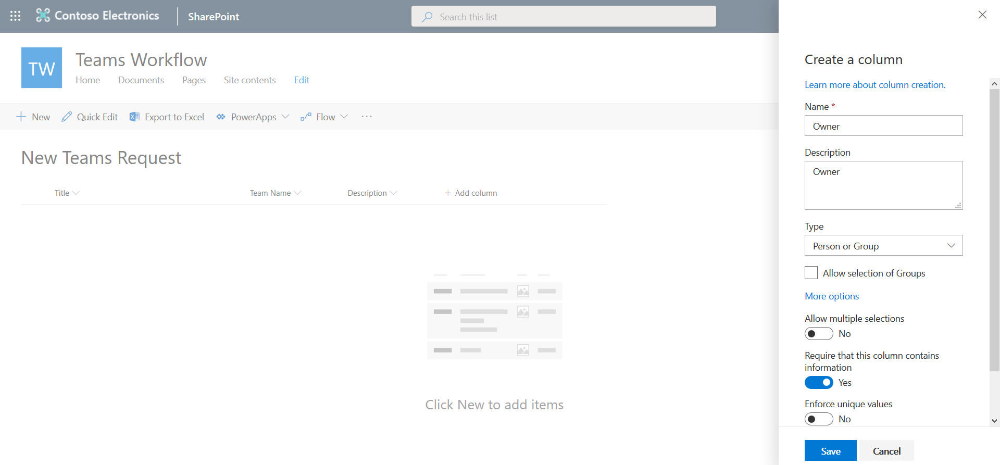 Contoso Electronics
SharePoint
Search this list
TW
Teams Workflow
Home Documents Pages Site contents Edit
New Quick Edit Export to Excel PowerApps Flow ...
New Teams Request
Title Team Name Description + Add column
Click New to add items
Create a column
Learn more about column creation.
Name *
Owner
Description
Owner
Type
Person or Group
Allow selection of Groups
More options
Allow multiple selections
No
Require that this column contains
information
Yes
Enforce unique values
No
Save Cancel